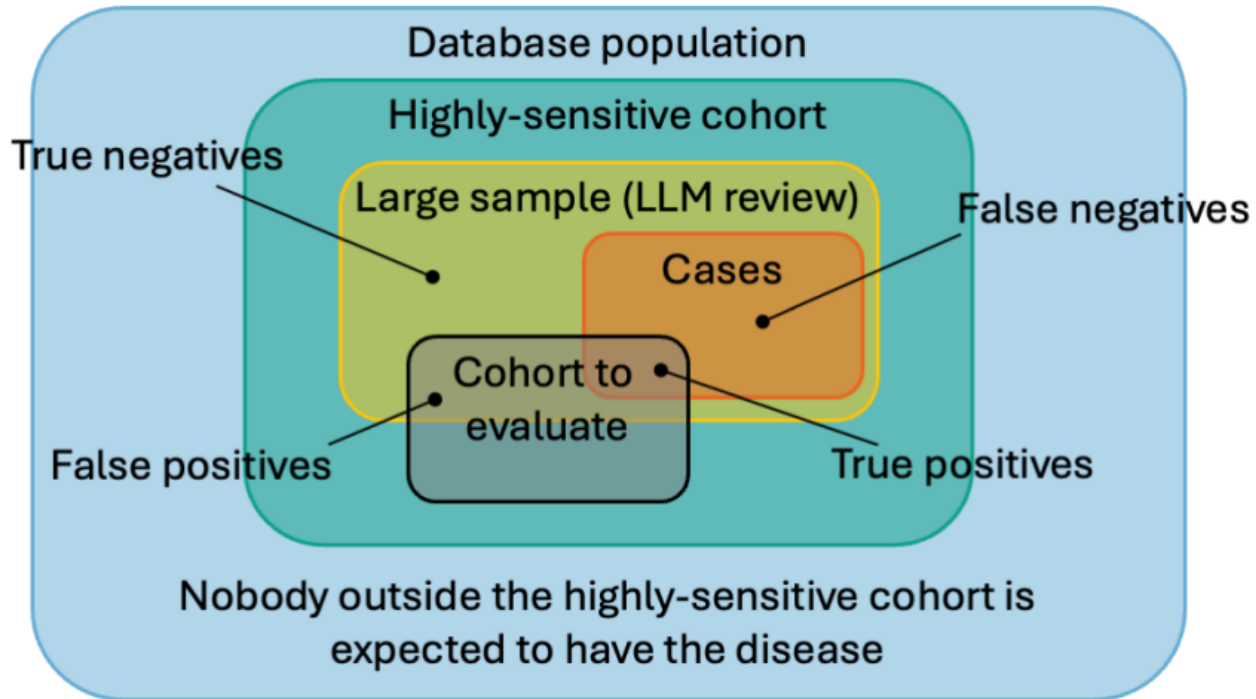 Database population
Highly-sensitive cohort
True negatives
Large sample (LLM review)
False negatives
Cases
Cohort to
evaluate
False positives
True positives
Nobody outside the highly-sensitive cohort is
expected to have the disease